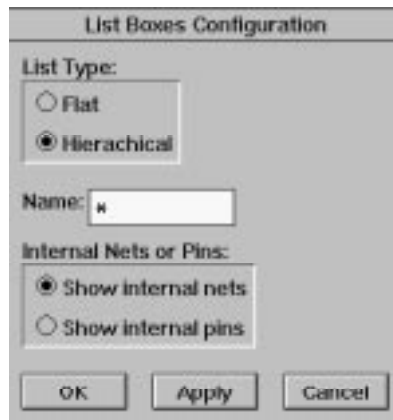 List Boxes Configuration
List Type:
Flat
Hierachical
Name: *
Internal Nets or Pins:
Show internal nets
Show internal pins
OK Apply Cancel